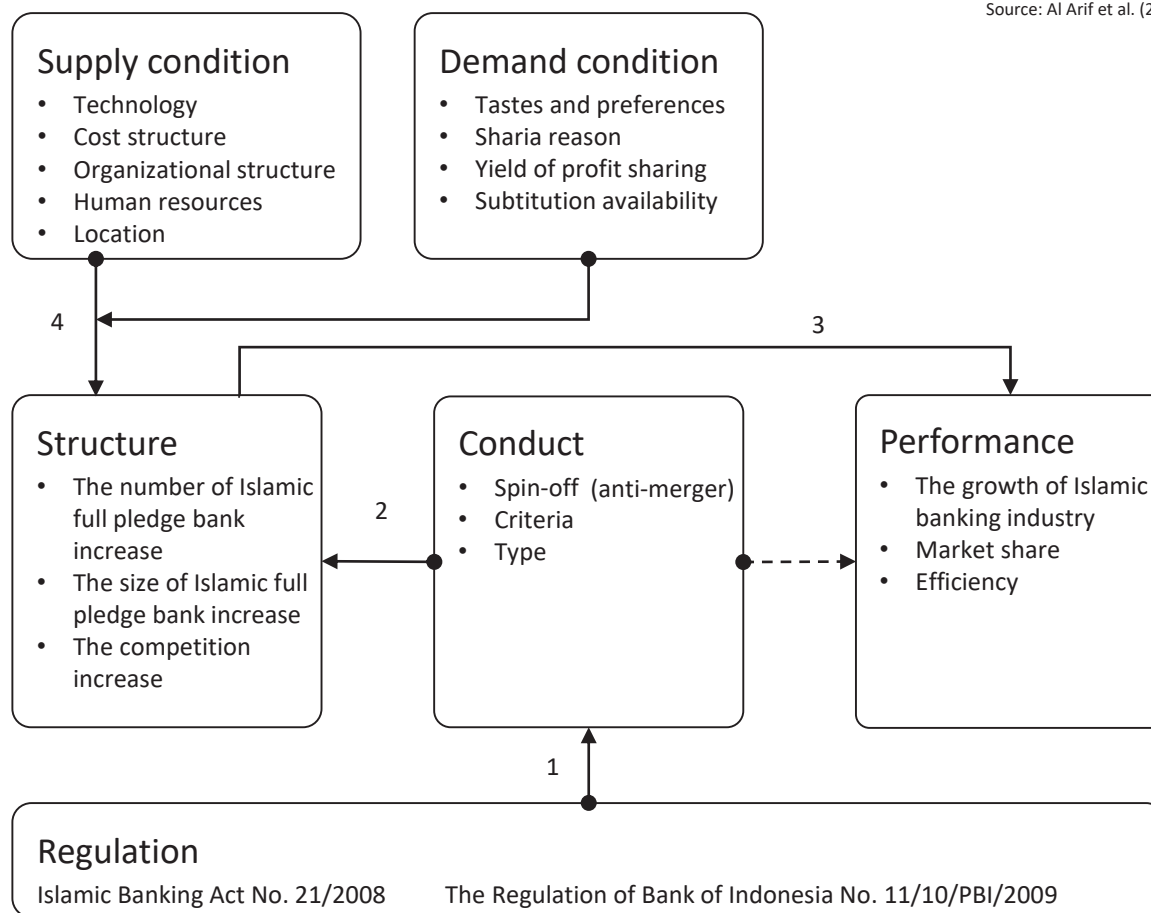 Source: Al Arif et al. (2
Supply condition
• Technology
• Cost structure
• Organizational structure
• Human resources
• Location
Demand condition
• Tastes and preferences
• Sharia reason
• Yield of profit sharing
• Subtitution availability
4
3
Structure
• The number of Islamic
full pledge bank
increase
• The size of Islamic full
pledge bank increase
• The competition
increase
2
Conduct
• Spin-off (anti-merger)
• Criteria
• Type
Performance
• The growth of Islamic
banking industry
• Market share
• Efficiency
1
Regulation
Islamic Banking Act No. 21/2008 The Regulation of Bank of Indonesia No. 11/10/PBI/2009